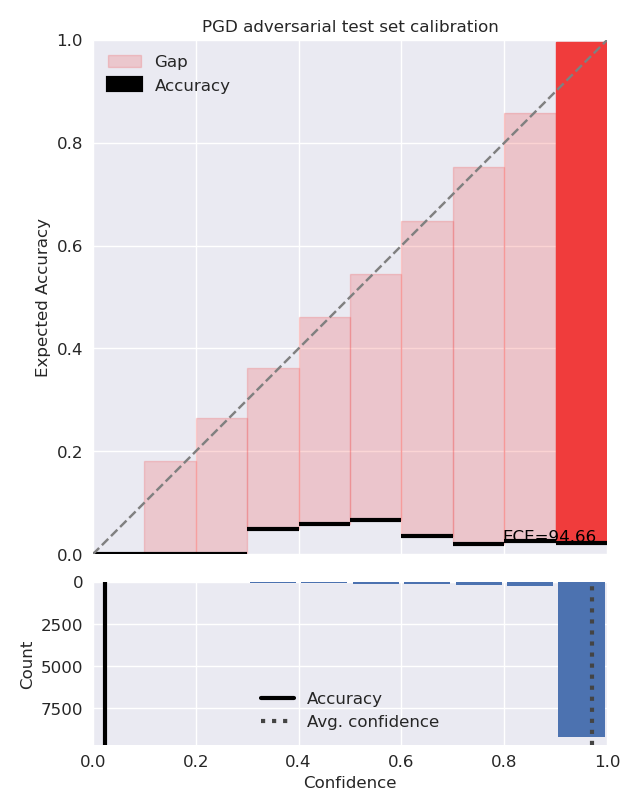 PGD adversarial test set calibration
1.0
Gap
Accuracy
0.8
0.6
Expected Accuracy
0.4
0.2
ECE=94.66
0.0
0
2500
5000
7500
Count
Accuracy
Avg. confidence
0.0 0.2 0.4 0.6 0.8 1.0
Confidence